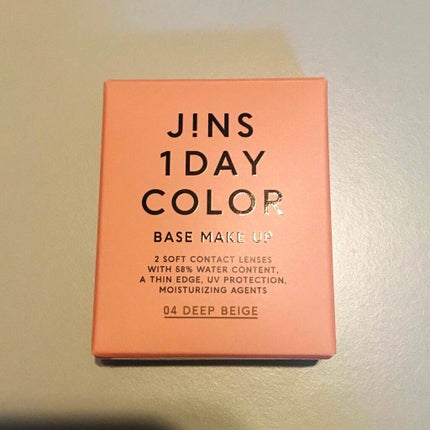 J!NS
1DAY
COLOR
BASE MAKE UP
2 SOFT CONTACT LENSES
WITH 58% WATER CONTENT,
A THIN EDGE, UV PROTECTION,
MOISTURIZING AGENTS
04 DEEP BEIGE